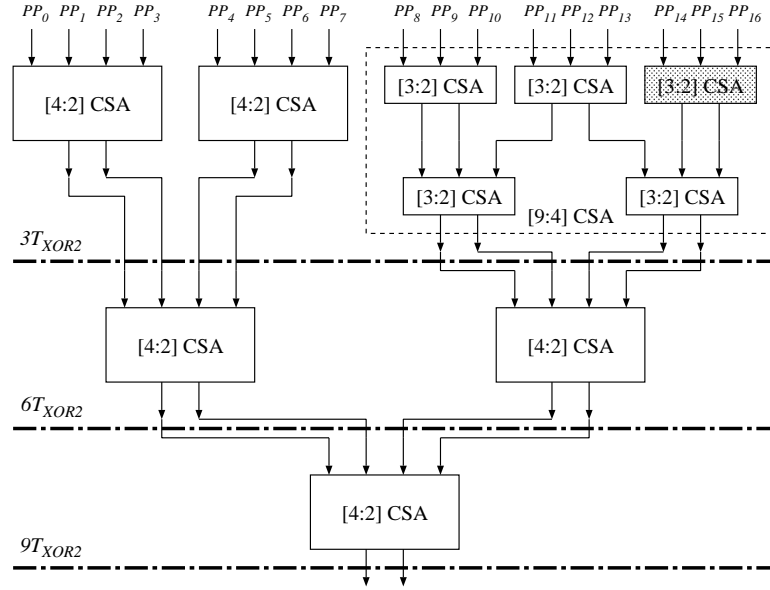 PP0 PP1 PP2 PP3 PP4 PP5 PP6 PP7 PP8 PP9 PP10 PP11 PP12 PP13 PP14 PP15 PP16
[4:2] CSA [4:2] CSA [3:2] CSA [3:2] CSA [3:2] CSA
[3:2] CSA [3:2] CSA
[9:4] CSA
3TXOR2
[4:2] CSA [4:2] CSA
6TXOR2
[4:2] CSA
9TXOR2